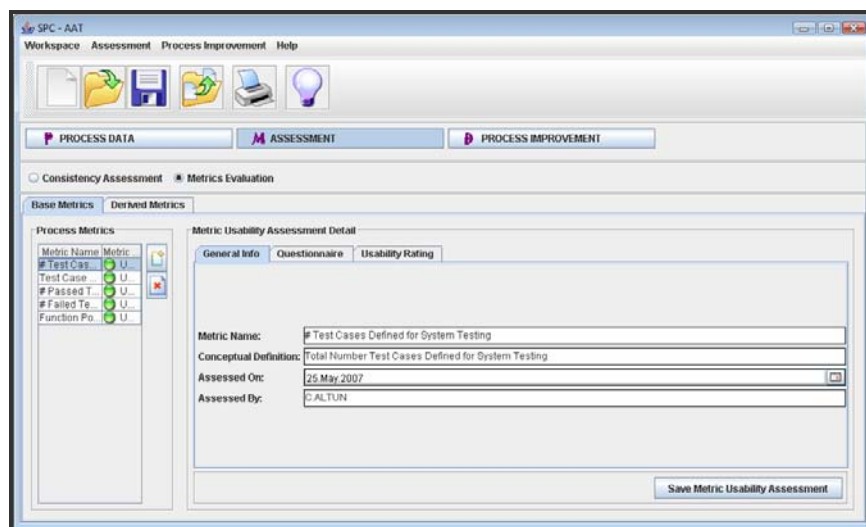 SPC - AAT
Workspace Assessment Process Improvement Help
PROCESS DATA
ASSESSMENT
PROCESS IMPROVEMENT
Consistency Assessment Metrics Evaluation
Base Metrics Derived Metrics
Process Metrics
Metric Name Metric ...
# Test Cas... U...
Test Case ... U...
# Passed T... U...
# Failed Te... U...
Function Po... U...
Metric Usability Assessment Detail
General Info Questionnaire Usability Rating
Metric Name: # Test Cases Defined for System Testing
Conceptual Definition: Total Number Test Cases Defined for System Testing
Assessed On: 25.May.2007
Assessed By: C.ALTUN
Save Metric Usability Assessment